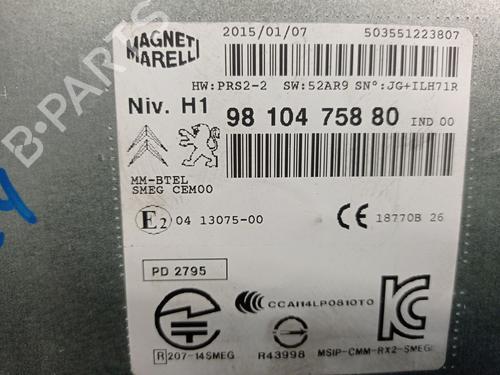 MAGNETI MARELLI
2015/01/07
503551223807
HW:PRS2-2 SW:52AR9 SN°:JG+ILH71R
Niv. H1
98 104 758 80 IND 00
MM-BTEL
SMEG CEM00
E2 04 13075-00
CE 18770B 26
PD 2795
CCAI14LP0810T0
R 207-14SMEG
R43998
MSIP-CMM-RX2-SMEG
B-Parts